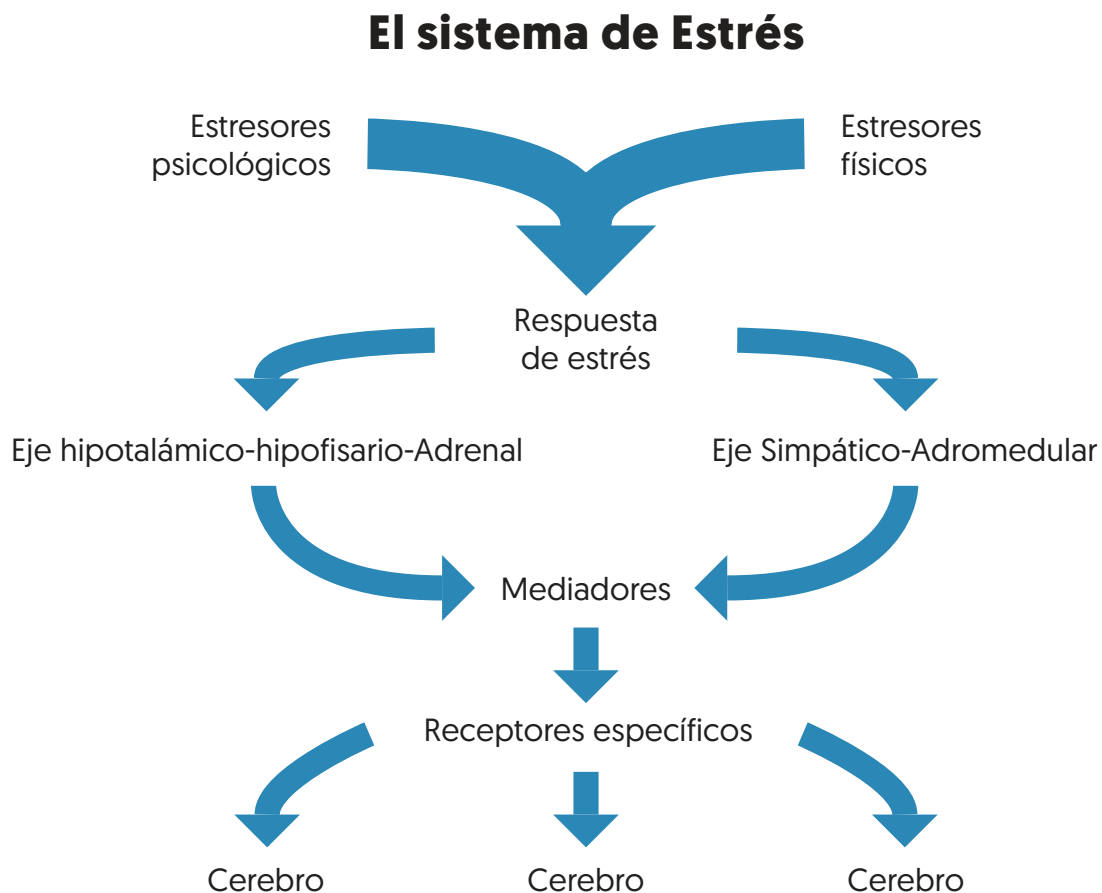 El sistema de Estrés
Estresores
psicológicos
Estresores
físicos
Respuesta
de estrés
Eje hipotalámico-hipofisario-Adrenal
Eje Simpático-Adromedular
Mediadores
Receptores específicos
Cerebro
Cerebro
Cerebro